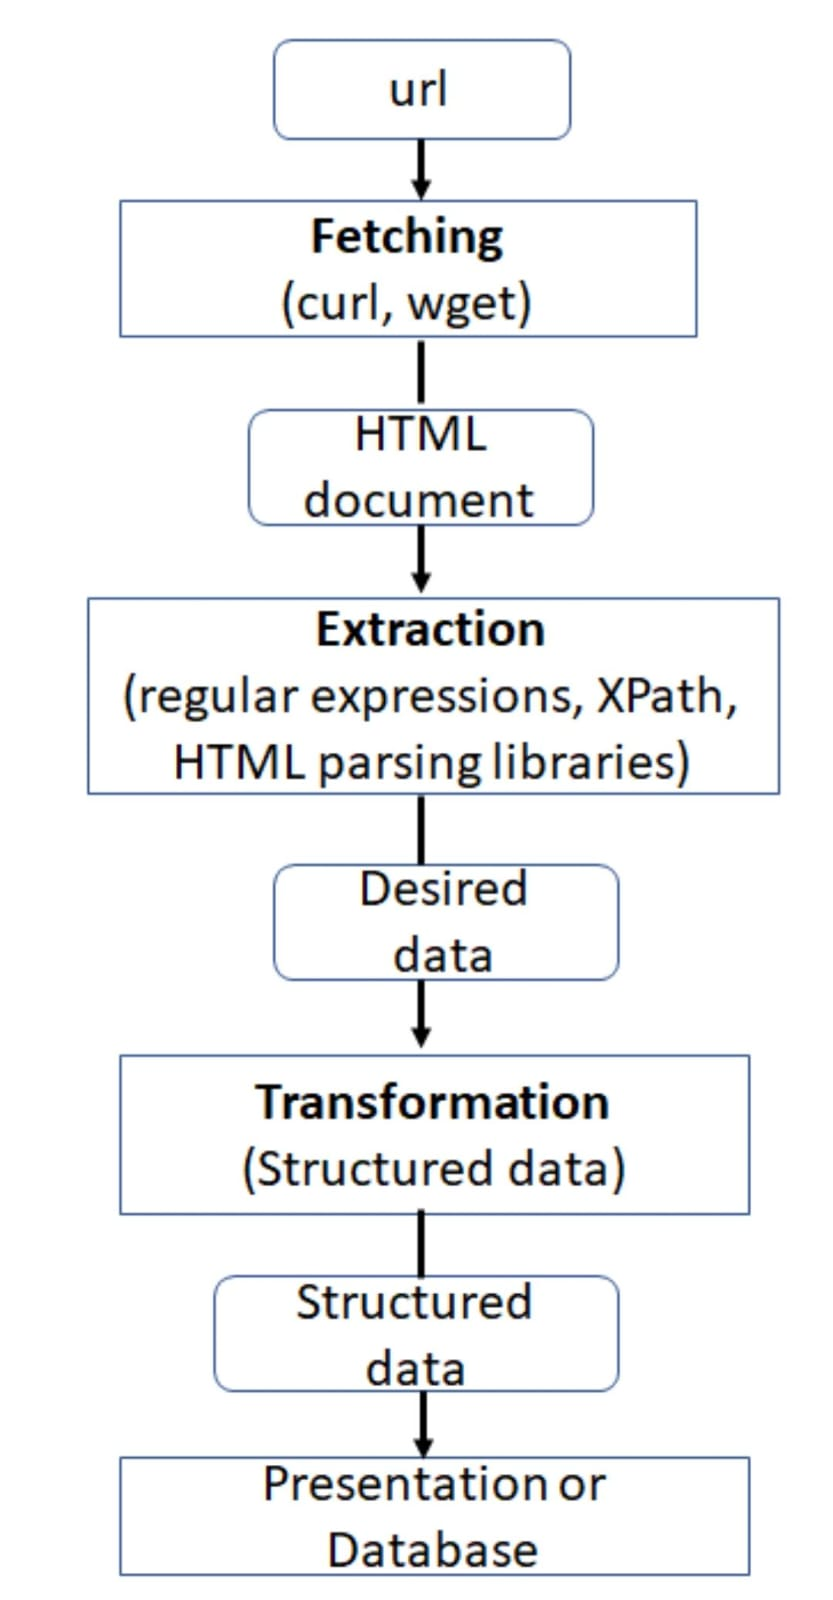 url
Fetching
(curl, wget)
HTML
document
Extraction
(regular expressions, XPath,
HTML parsing libraries)
Desired
data
Transformation
(Structured data)
Structured
data
Presentation or
Database